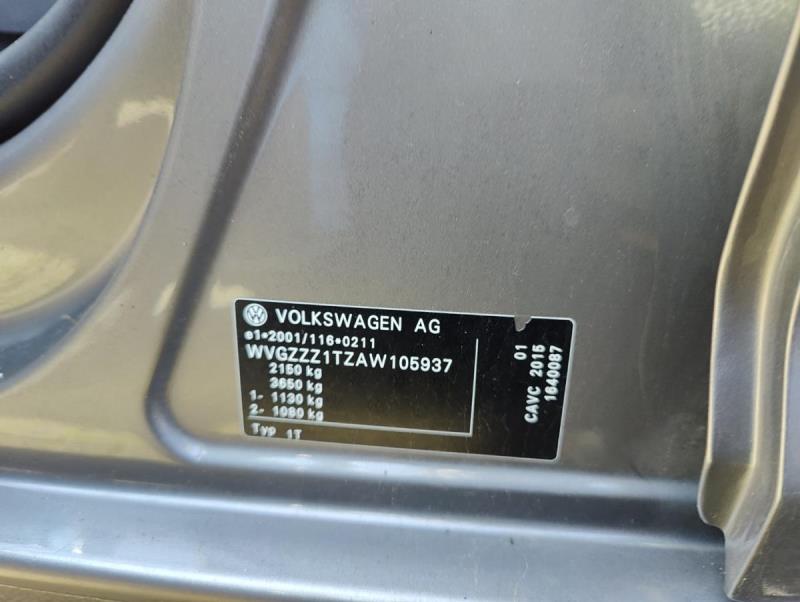 VOLKSWAGEN AG
e1*2001/116*0211
WVGZZZ1TZAW105937
2150 kg
3650 kg
1- 1130 kg
2- 1080 kg
Typ 1T
01
CAVC 2015
1640087